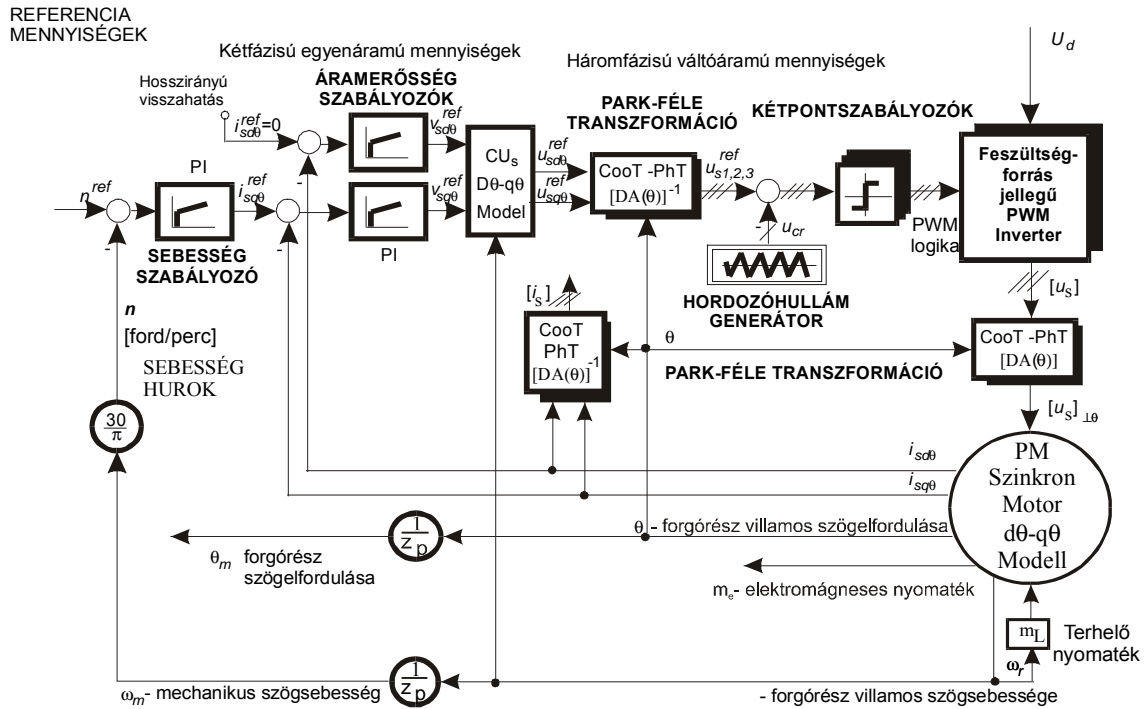 REFERENCIA
MENNYISÉGEK
Kétfázisú egyenáramú mennyiségek
Háromfázisú váltóáramú mennyiségek
U_d
Hosszirányú
visszahatás
i_sdθ^ref=0
ÁRAMERŐSSÉG
SZABÁLYOZÓK
v_sdθ^ref
PARK-FÉLE
TRANSZFORMÁCIÓ
KÉTPONTSZABÁLYOZÓK
CU_s
Dθ-qθ
Model
u_sdθ^ref
u_sqθ^ref
CooT -PhT
[DA(θ)]^-1
u_s1,2,3^ref
Feszültség-
forrás
jellegű
PWM
Inverter
n^ref
-
PI
i_sqθ^ref
-
-
v_sqθ^ref
PI
- u_cr
PWM
logika
SEBESSÉG
SZABÁLYOZÓ
HORDOZÓHULLÁM
GENERÁTOR
[i_s]
[u_s]
n
[ford/perc]
SEBESSÉG
HUROK
CooT
PhT
[DA(θ)]^-1
θ
CooT -PhT
[DA(θ)]
PARK-FÉLE TRANSZFORMÁCIÓ
[u_s]_⊥θ
30
π
i_sdθ
i_sqθ
PM
Szinkron
Motor
dθ-qθ
Modell
θ - forgórész villamos szögelfordulása
1
z_p
θ_m forgórész
szögelfordulása
m_e- elektromágneses nyomaték
m_L
Terhelő
nyomaték
ω_r
1
z_p
ω_m- mechanikus szögsebesség
- forgórész villamos szögsebessége